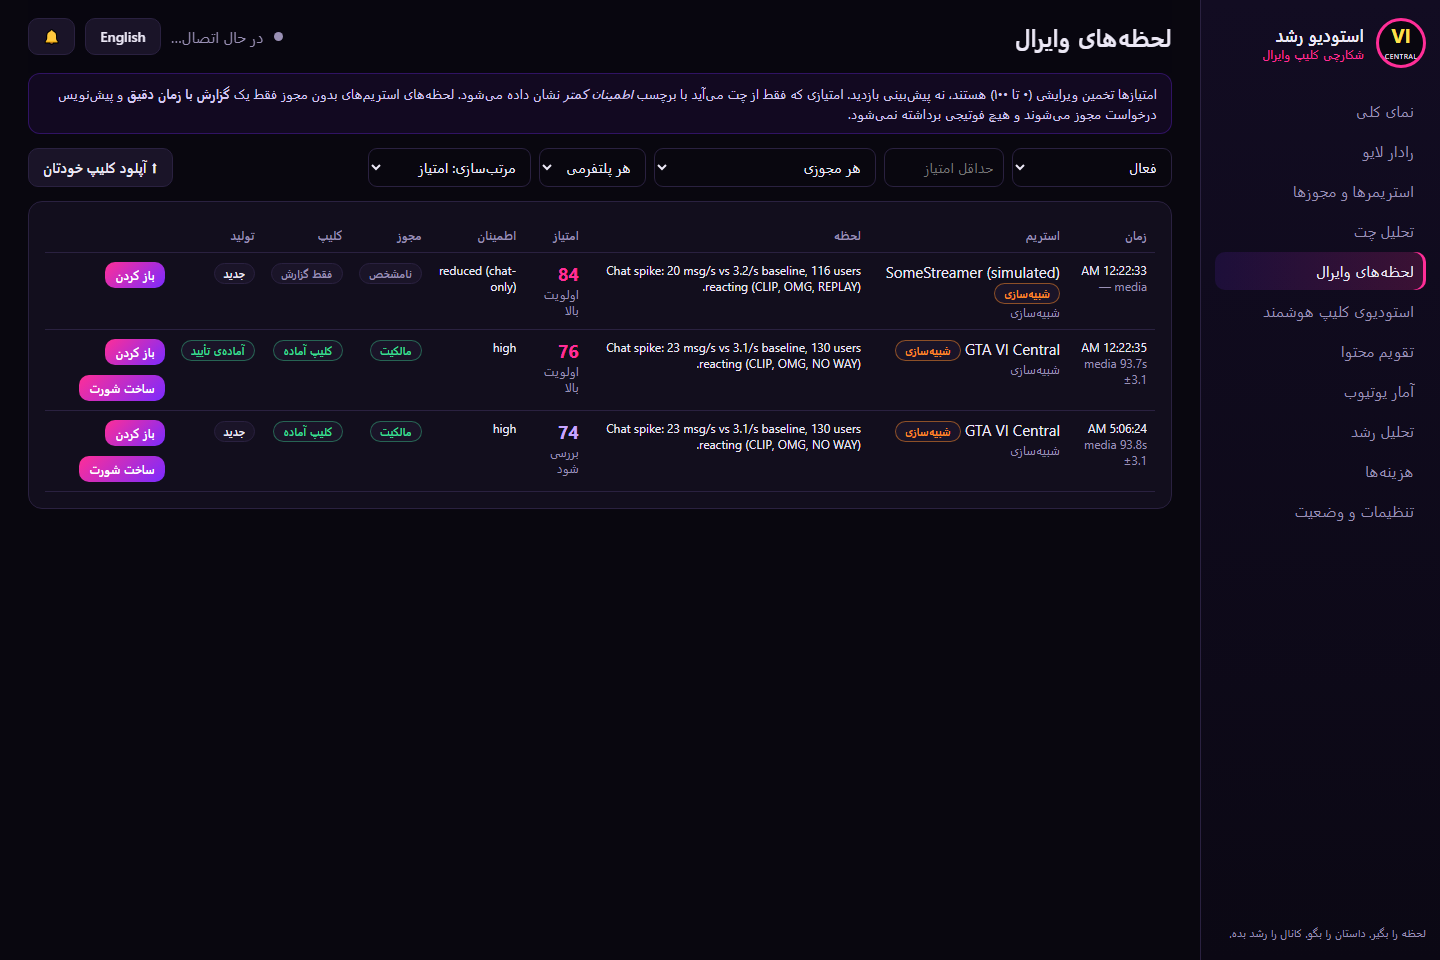 VI
CENTRAL
استودیو رشد
شکارچی کلیپ وایرال
نمای کلی
رادار لایو
استریمرها و مجوزها
تحلیل چت
لحظه‌های وایرال
استودیوی کلیپ هوشمند
تقویم محتوا
آمار یوتیوب
تحلیل رشد
هزینه‌ها
تنظیمات و وضعیت
لحظه را بگیر. داستان را بگو. کانال را رشد بده.
لحظه‌های وایرال
در حال اتصال...
English
امتیازها تخمین ویرایشی (۰ تا ۱۰۰) هستند، نه پیش‌بینی بازدید. امتیازی که فقط از چت می‌آید با برچسب اطمینان کمتر نشان داده می‌شود. لحظه‌های استریم‌های بدون مجوز فقط یک گزارش با زمان دقیق و پیش‌نویس
درخواست مجوز می‌شوند و هیچ فوتیجی برداشته نمی‌شود.
فعال
حداقل امتیاز
هر مجوزی
هر پلتفرمی
مرتب‌سازی: امتیاز
⬆ آپلود کلیپ خودتان
زمان استریم لحظه امتیاز اطمینان مجوز کلیپ تولید
12:22:33 AM
— media
SomeStreamer (simulated)
شبیه‌سازی
شبیه‌سازی
Chat spike: 20 msg/s vs 3.2/s baseline, 116 users
reacting (CLIP, OMG, REPLAY).
84
اولویت
بالا
reduced (chat-
only)
نامشخص
فقط گزارش
جدید
باز کردن
12:22:35 AM
media 93.7s
±3.1
GTA VI Central شبیه‌سازی
شبیه‌سازی
Chat spike: 23 msg/s vs 3.1/s baseline, 130 users
reacting (CLIP, OMG, NO WAY).
76
اولویت
بالا
high
مالکیت
کلیپ آماده
آماده‌ی تأیید
باز کردن
ساخت شورت
5:06:24 AM
media 93.8s
±3.1
GTA VI Central شبیه‌سازی
شبیه‌سازی
Chat spike: 23 msg/s vs 3.1/s baseline, 130 users
reacting (CLIP, OMG, NO WAY).
74
بررسی
شود
high
مالکیت
کلیپ آماده
جدید
باز کردن
ساخت شورت